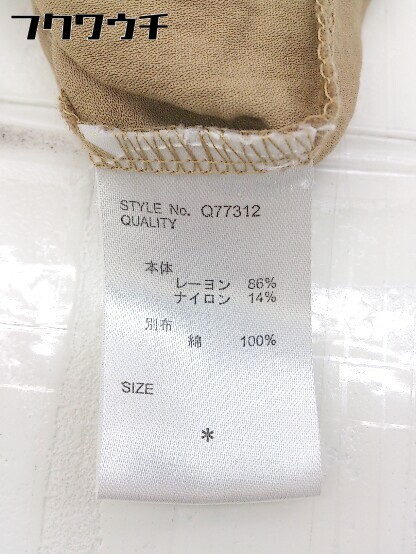 フクウウチ
STYLE No. Q77312
QUALITY
本体
レーヨン 86%
ナイロン 14%
別布
綿 100%
SIZE
*